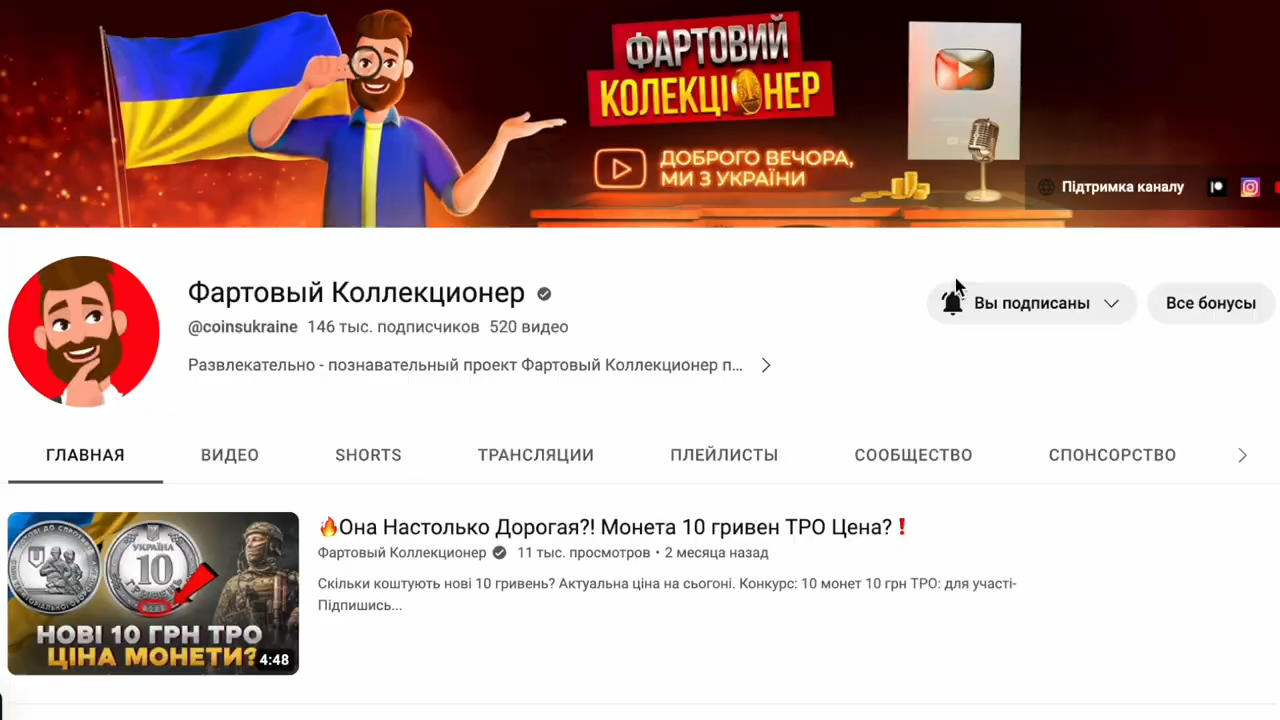 ФАРТОВИЙ
КОЛЕКЦІОНЕР
ДОБРОГО ВЕЧОРА,
МИ З УКРАЇНИ
Підтримка каналу
Фартовый Коллекционер
@coinsukraine 146 тыс. подписчиков 520 видео
Развлекательно - познавательный проект Фартовый Коллекционер п...
Вы подписаны
Все бонусы
ГЛАВНАЯ ВИДЕО SHORTS ТРАНСЛЯЦИИ ПЛЕЙЛИСТЫ СООБЩЕСТВО СПОНСОРСТВО
УКРАЇНА
10
ГРИВЕНЬ
НОВІ 10 ГРН ТРО
ЦІНА МОНЕТИ?
4:48
🔥Она Настолько Дорогая?! Монета 10 гривен ТРО Цена?❗
Фартовый Коллекционер 11 тыс. просмотров • 2 месяца назад
Скільки коштують нові 10 гривень? Актуальна ціна на сьогоні. Конкурс: 10 монет 10 грн ТРО: для участі-
Підпишись...